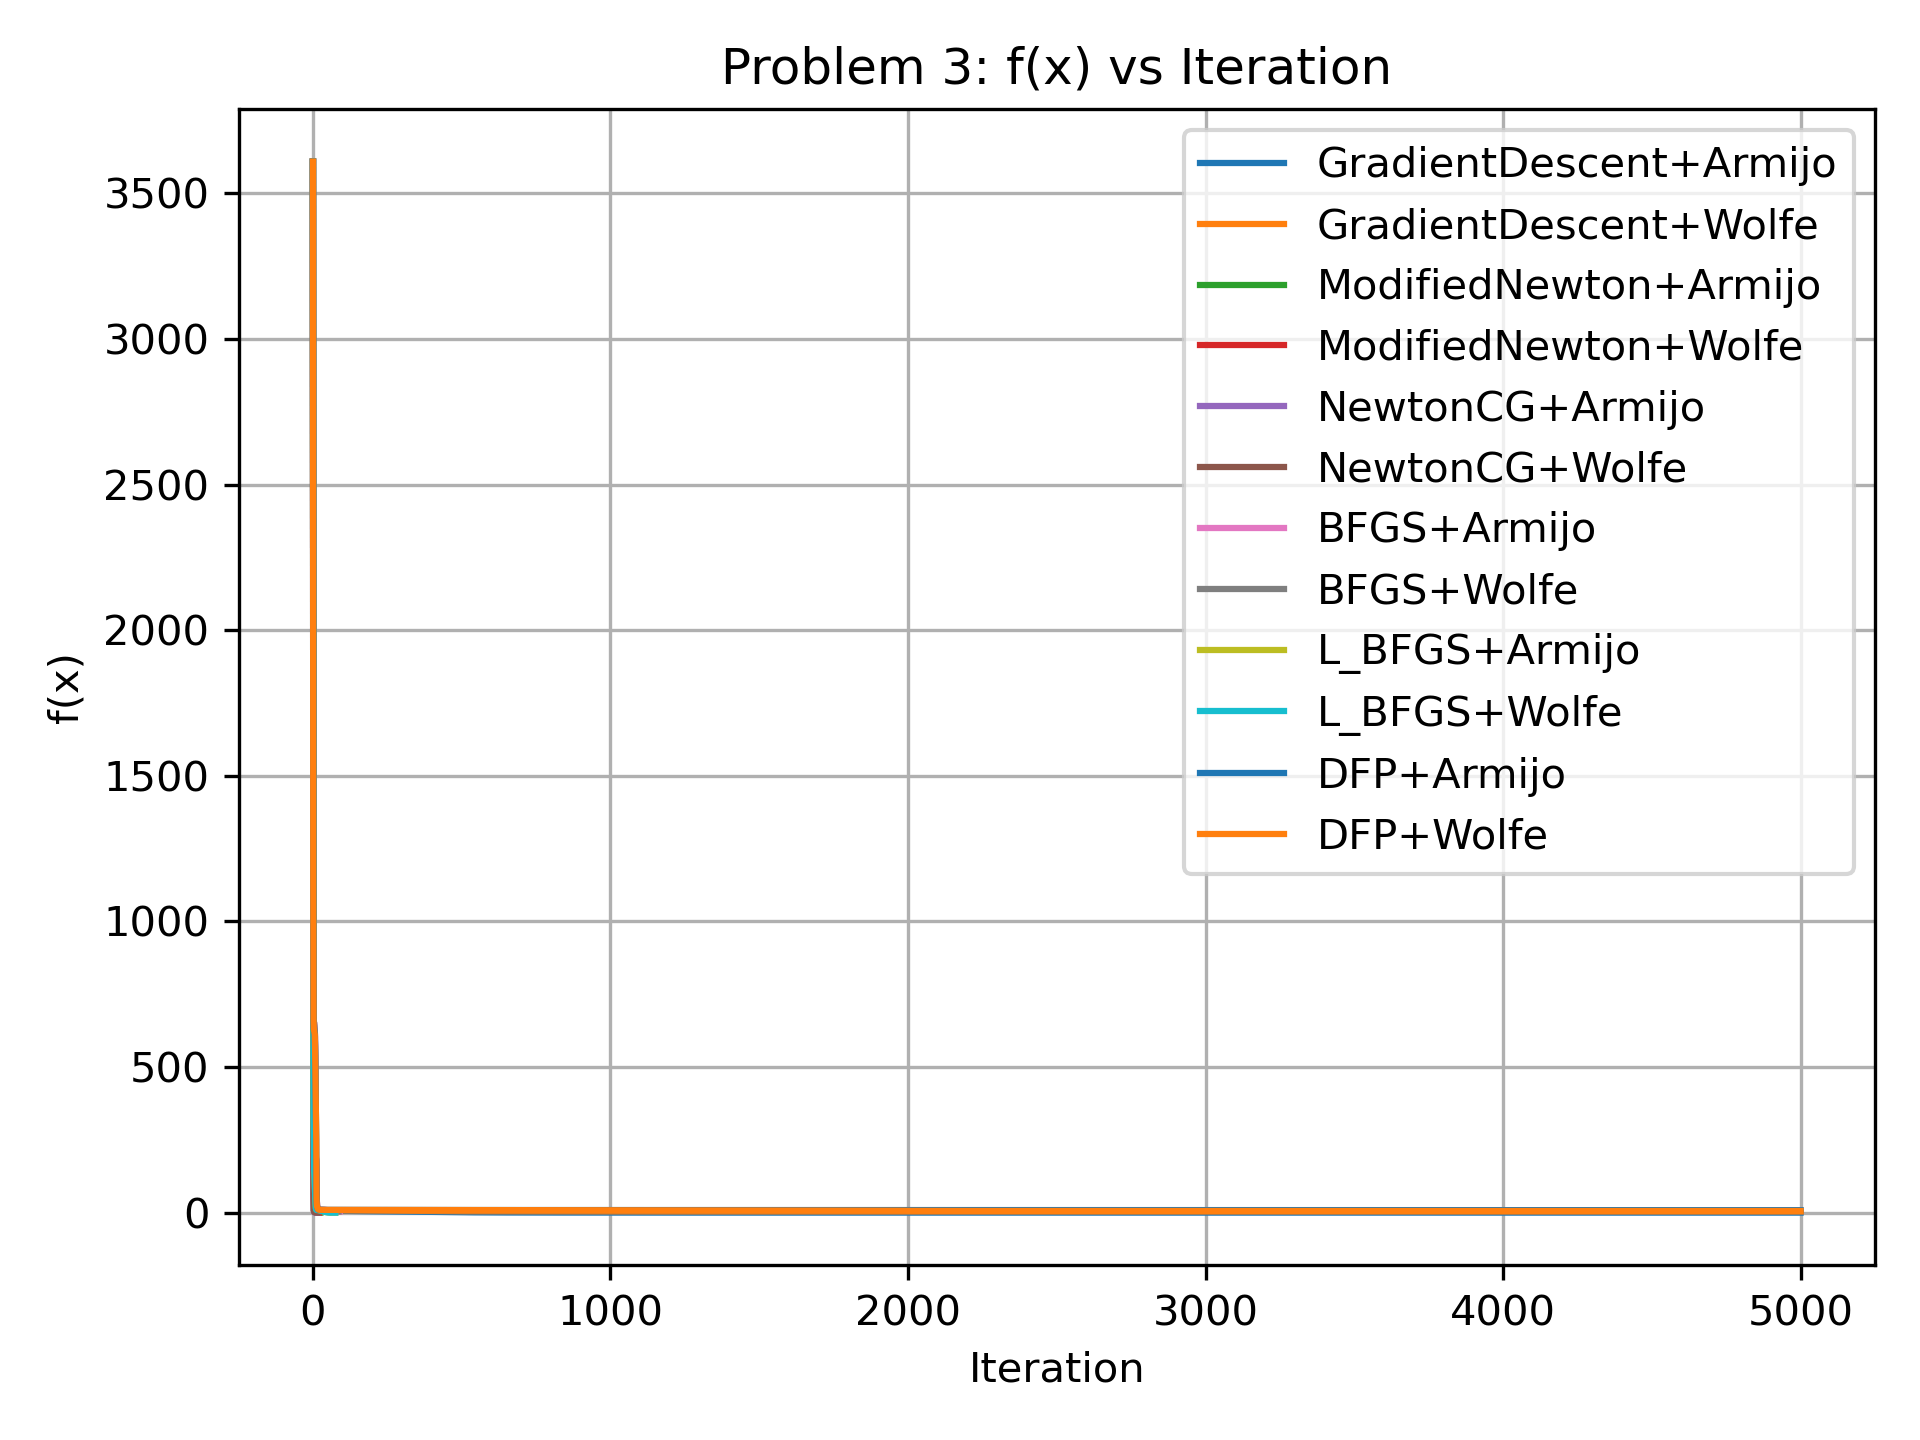 Problem 3: f(x) vs Iteration
3500
3000
2500
2000
1500
1000
500
0
f(x)
GradientDescent+Armijo
GradientDescent+Wolfe
ModifiedNewton+Armijo
ModifiedNewton+Wolfe
NewtonCG+Armijo
NewtonCG+Wolfe
BFGS+Armijo
BFGS+Wolfe
L_BFGS+Armijo
L_BFGS+Wolfe
DFP+Armijo
DFP+Wolfe
0 1000 2000 3000 4000 5000
Iteration